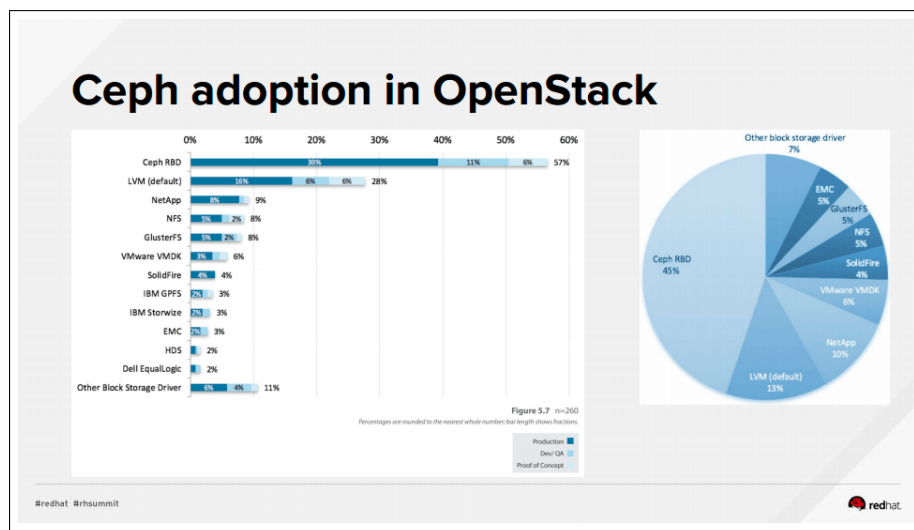 Ceph adoption in OpenStack
0% 10% 20% 30% 40% 50% 60%
Ceph RBD 39% 11% 6% 57%
LVM (default) 16% 6% 6% 28%
NetApp 8% 9%
NFS 5% 2% 8%
GlusterFS 5% 2% 8%
VMware VMDK 3% 6%
SolidFire 4% 4%
IBM GPFS 2% 3%
IBM Storwize 2% 3%
EMC 2% 3%
HDS 2%
Dell EqualLogic 2%
Other Block Storage Driver 6% 4% 11%
Figure 5.7 n=260
Percentages are rounded to the nearest whole number; bar length shows fractions.
Production
Dev/ QA
Proof of Concept
Other block storage driver
7%
EMC
5%
GlusterFS
5%
NFS
5%
SolidFire
4%
VMware VMDK
6%
NetApp
10%
LVM (default)
13%
Ceph RBD
45%
#redhat #rhsummit
redhat.